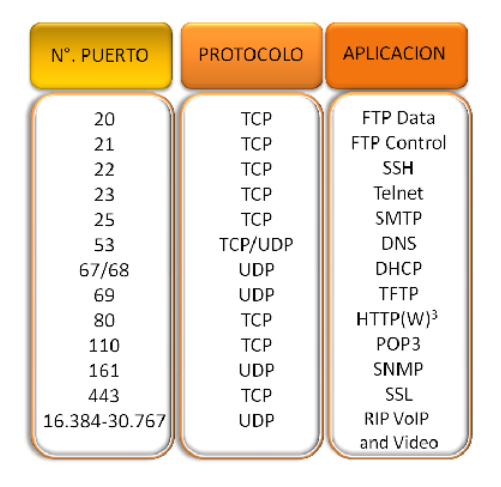 N°. PUERTO PROTOCOLO APLICACION
20 TCP FTP Data
21 TCP FTP Control
22 TCP SSH
23 TCP Telnet
25 TCP SMTP
53 TCP/UDP DNS
67/68 UDP DHCP
69 UDP TFTP
80 TCP HTTP(W)³
110 TCP POP3
161 UDP SNMP
443 TCP SSL
16.384-30.767 UDP RIP VoIP
and Video